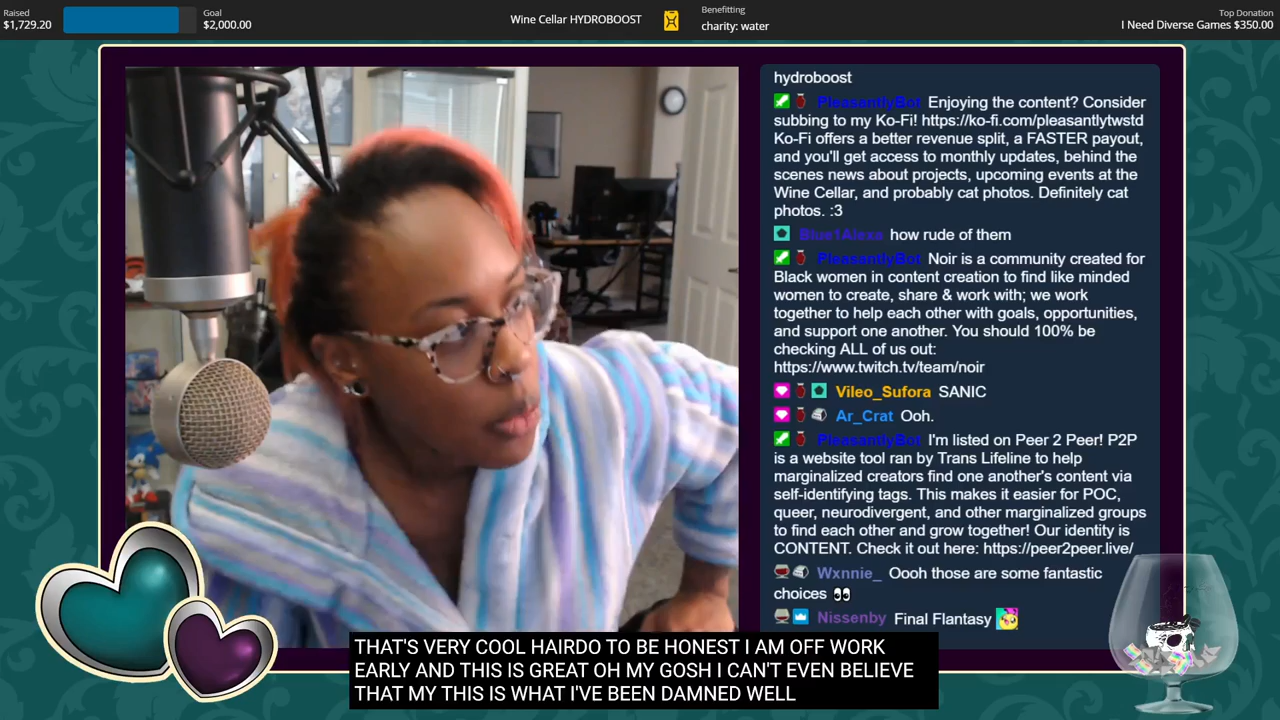 Raised
$1,729.20
Goal
$2,000.00
Wine Cellar HYDROBOOST
Benefitting
charity: water
Top Donation
I Need Diverse Games $350.00
hydroboost
PleasantlyBot Enjoying the content? Consider
subbing to my Ko-Fi! https://ko-fi.com/pleasantlytwstd
Ko-Fi offers a better revenue split, a FASTER payout,
and you'll get access to monthly updates, behind the
scenes news about projects, upcoming events at the
Wine Cellar, and probably cat photos. Definitely cat
photos. :3
Blue1Alexa how rude of them
PleasantlyBot Noir is a community created for
Black women in content creation to find like minded
women to create, share & work with; we work
together to help each other with goals, opportunities,
and support one another. You should 100% be
checking ALL of us out:
https://www.twitch.tv/team/noir
Vileo_Sufora SANIC
Ar_Crat Ooh.
PleasantlyBot I'm listed on Peer 2 Peer! P2P
is a website tool ran by Trans Lifeline to help
marginalized creators find one another's content via
self-identifying tags. This makes it easier for POC,
queer, neurodivergent, and other marginalized groups
to find each other and grow together! Our identity is
CONTENT. Check it out here: https://peer2peer.live/
Wxnnie_ Oooh those are some fantastic
choices 👀
Nissenby Final Flantasy
THAT'S VERY COOL HAIRDO TO BE HONEST I AM OFF WORK
EARLY AND THIS IS GREAT OH MY GOSH I CAN'T EVEN BELIEVE
THAT MY THIS IS WHAT I'VE BEEN DAMNED WELL